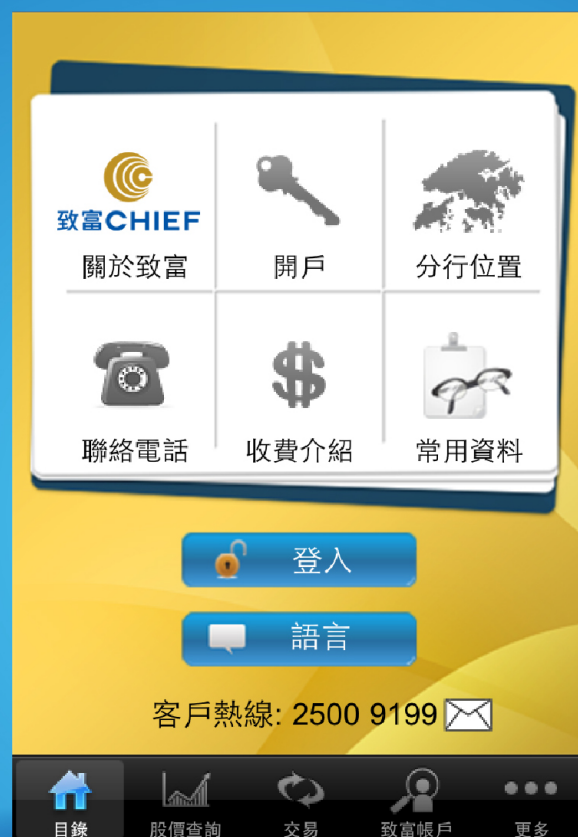 致富CHIEF
關於致富
開戶
分行位置
聯絡電話
收費介紹
常用資料
登入
語言
客戶熱線: 2500 9199
目錄
股價查詢
交易
致富帳戶
更多